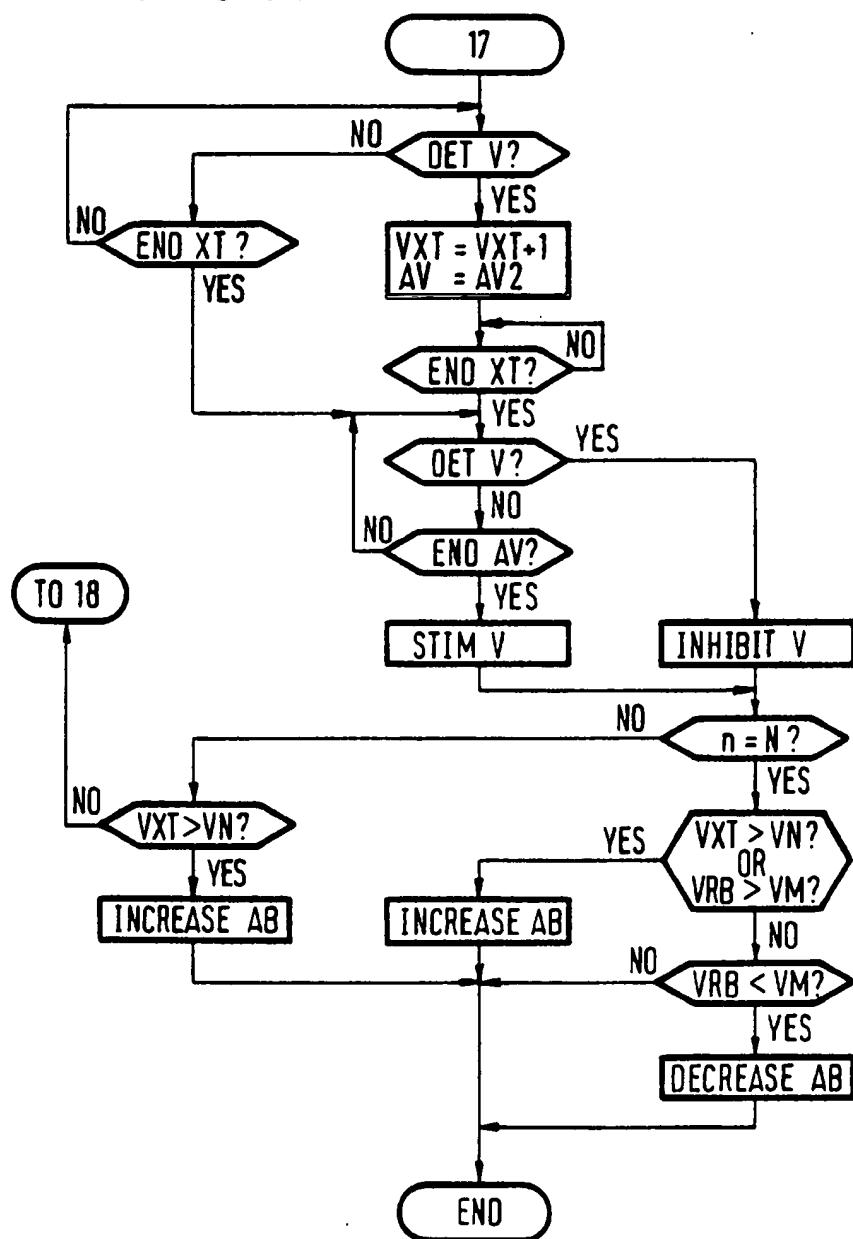 17
NO
DET V?
YES
NO
END XT?
YES
VXT = VXT+1
AV = AV2
NO
END XT?
YES
DET V?
YES
NO
NO
END AV?
YES
TO 18
STIM V
INHIBIT V
NO
n = N?
YES
NO
VXT>VN?
YES
YES
VXT > VN?
OR
VRB > VM?
NO
INCREASE AB
INCREASE AB
NO
VRB < VM?
YES
DECREASE AB
END